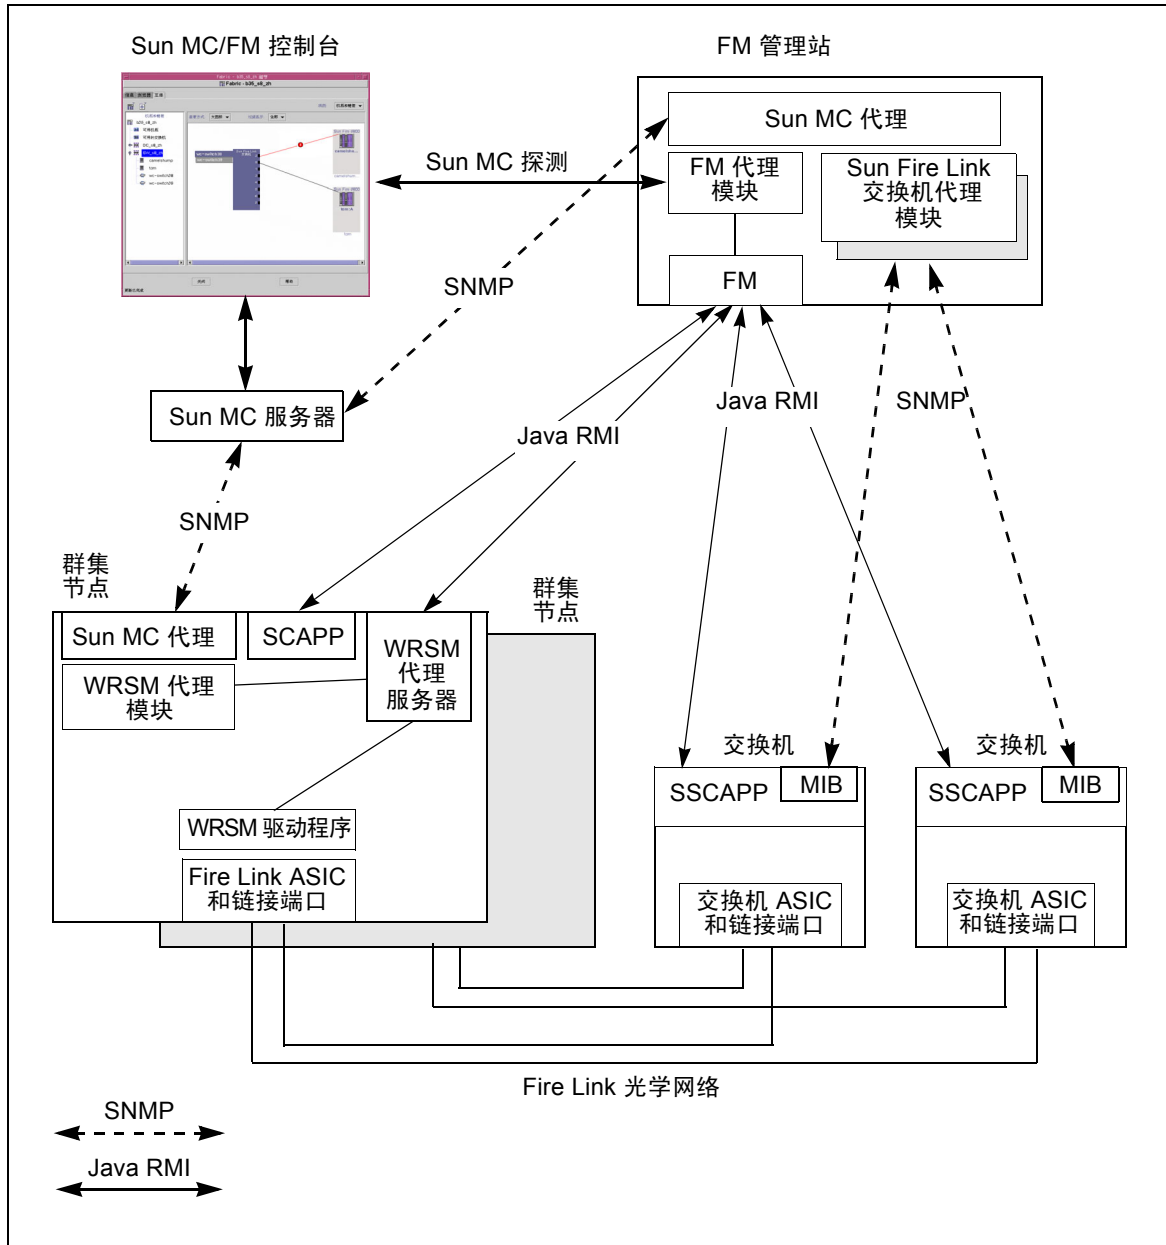 Sun MC/FM 控制台
FM 管理站
Fabric - b35_s8_zh
Sun MC 代理
Sun MC 探测
FM 代理
模块
Sun Fire Link
交换机代理
模块
SNMP
FM
Sun MC 服务器
Java RMI
Java RMI
SNMP
SNMP
群集
节点
群集
节点
Sun MC 代理
SCAPP
WRSM
代理
服务器
WRSM 代理
模块
WRSM 驱动程序
Fire Link ASIC
和链接端口
交换机
SSCAPP
MIB
交换机 ASIC
和链接端口
交换机
SSCAPP
MIB
交换机 ASIC
和链接端口
Fire Link 光学网络
SNMP
Java RMI